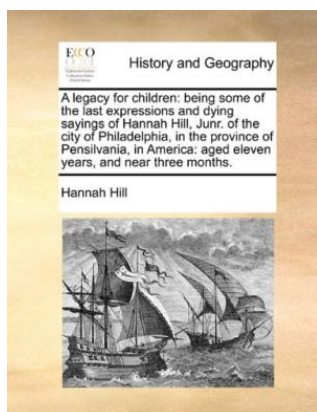 ECCO
History and Geography
A legacy for children: being some of
the last expressions and dying
sayings of Hannah Hill, Junr. of the
city of Philadelphia, in the province of
Pensilvania, in America: aged eleven
years, and near three months.
Hannah Hill